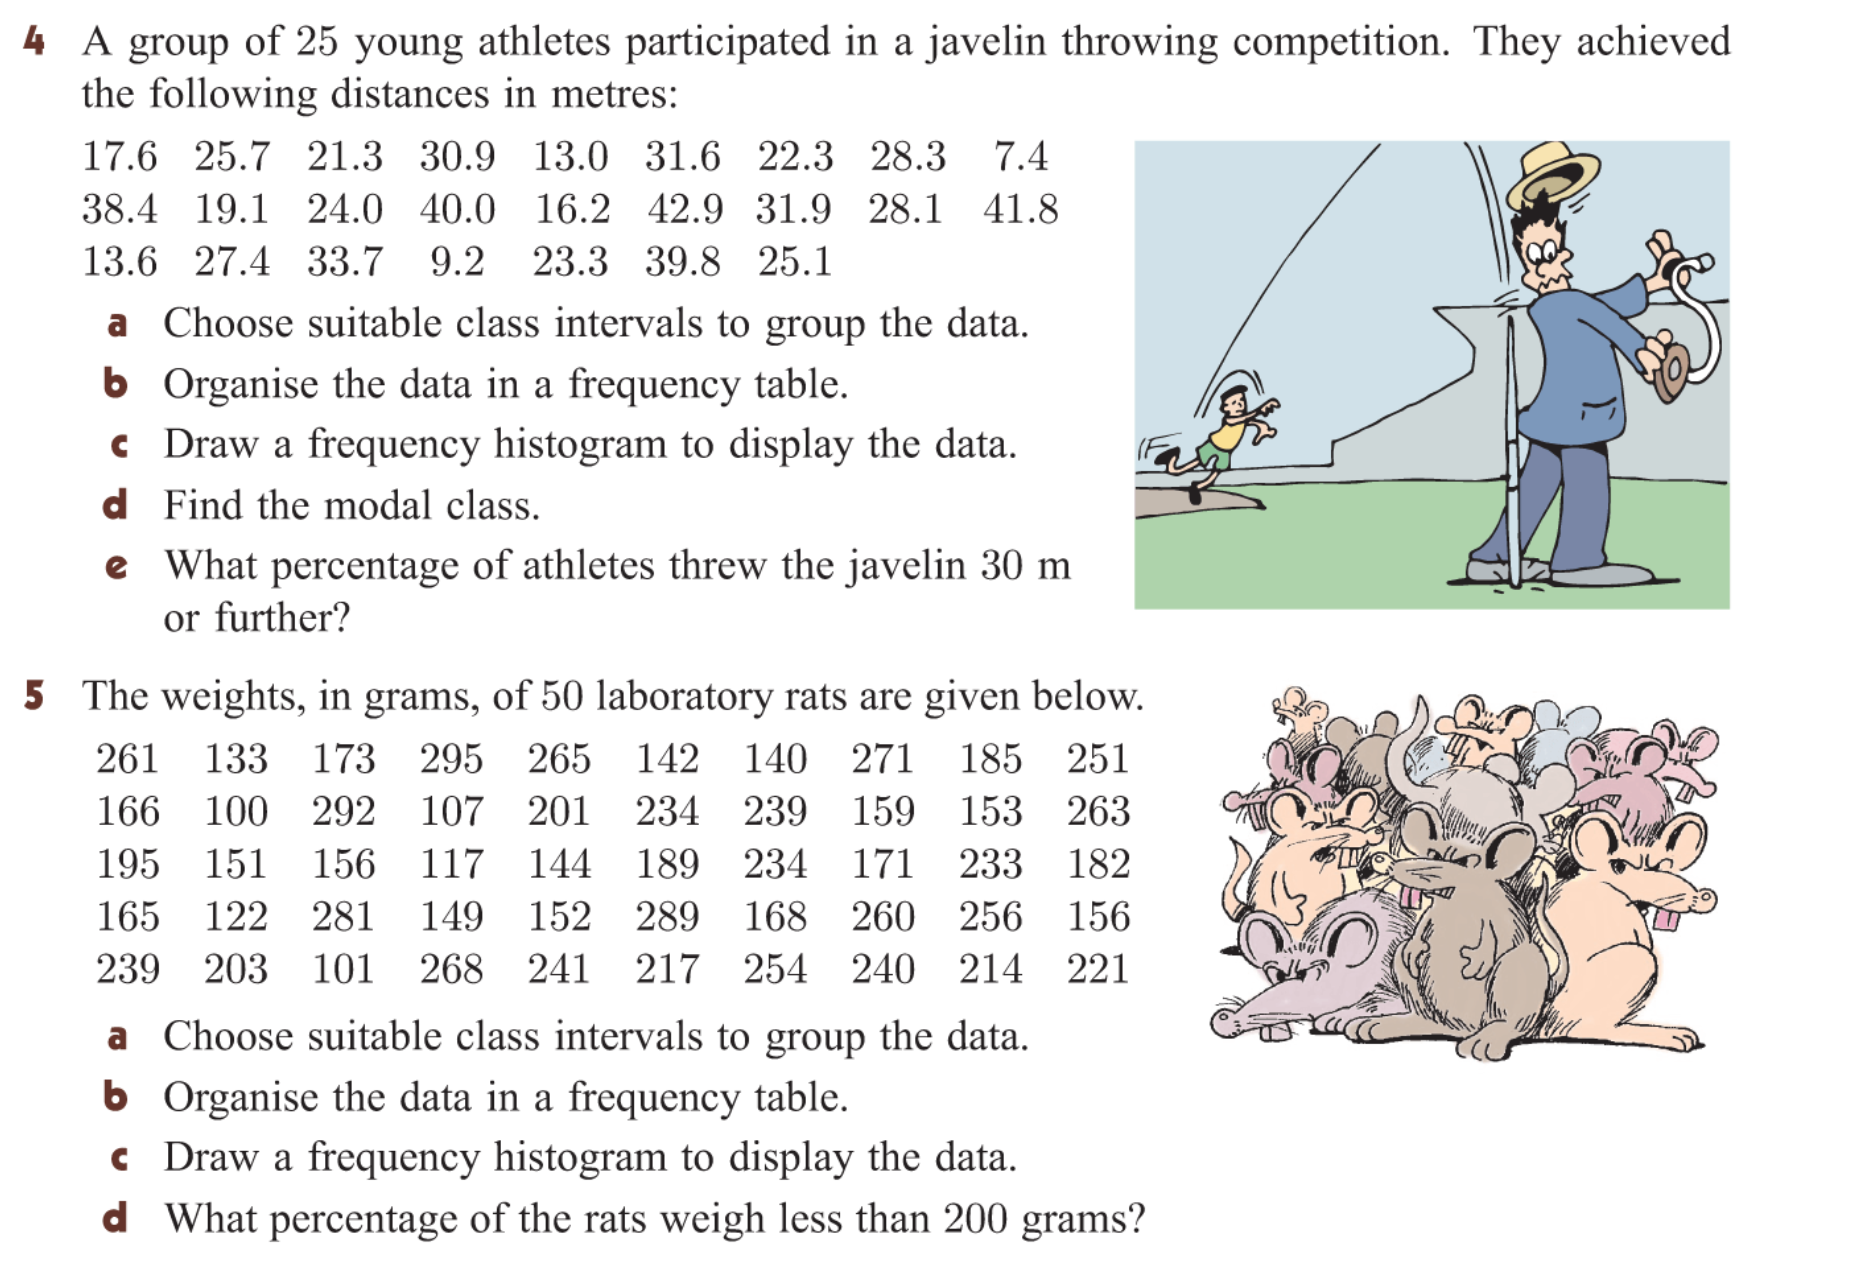 4 A group of 25 young athletes participated in a javelin throwing competition. They achieved
the following distances in metres:
17.6 25.7 21.3 30.9 13.0 31.6 22.3 28.3 7.4
38.4 19.1 24.0 40.0 16.2 42.9 31.9 28.1 41.8
13.6 27.4 33.7 9.2 23.3 39.8 25.1
a Choose suitable class intervals to group the data.
b Organise the data in a frequency table.
c Draw a frequency histogram to display the data.
d Find the modal class.
e What percentage of athletes threw the javelin 30 m
or further?
5 The weights, in grams, of 50 laboratory rats are given below.
261 133 173 295 265 142 140 271 185 251
166 100 292 107 201 234 239 159 153 263
195 151 156 117 144 189 234 171 233 182
165 122 281 149 152 289 168 260 256 156
239 203 101 268 241 217 254 240 214 221
a Choose suitable class intervals to group the data.
b Organise the data in a frequency table.
c Draw a frequency histogram to display the data.
d What percentage of the rats weigh less than 200 grams?